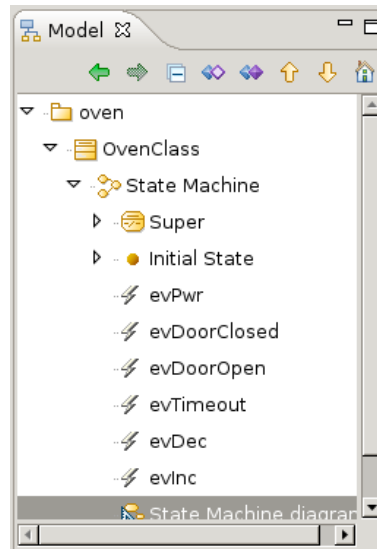 Model
oven
OvenClass
State Machine
Super
Initial State
evPwr
evDoorClosed
evDoorOpen
evTimeout
evDec
evInc
State Machine diagran